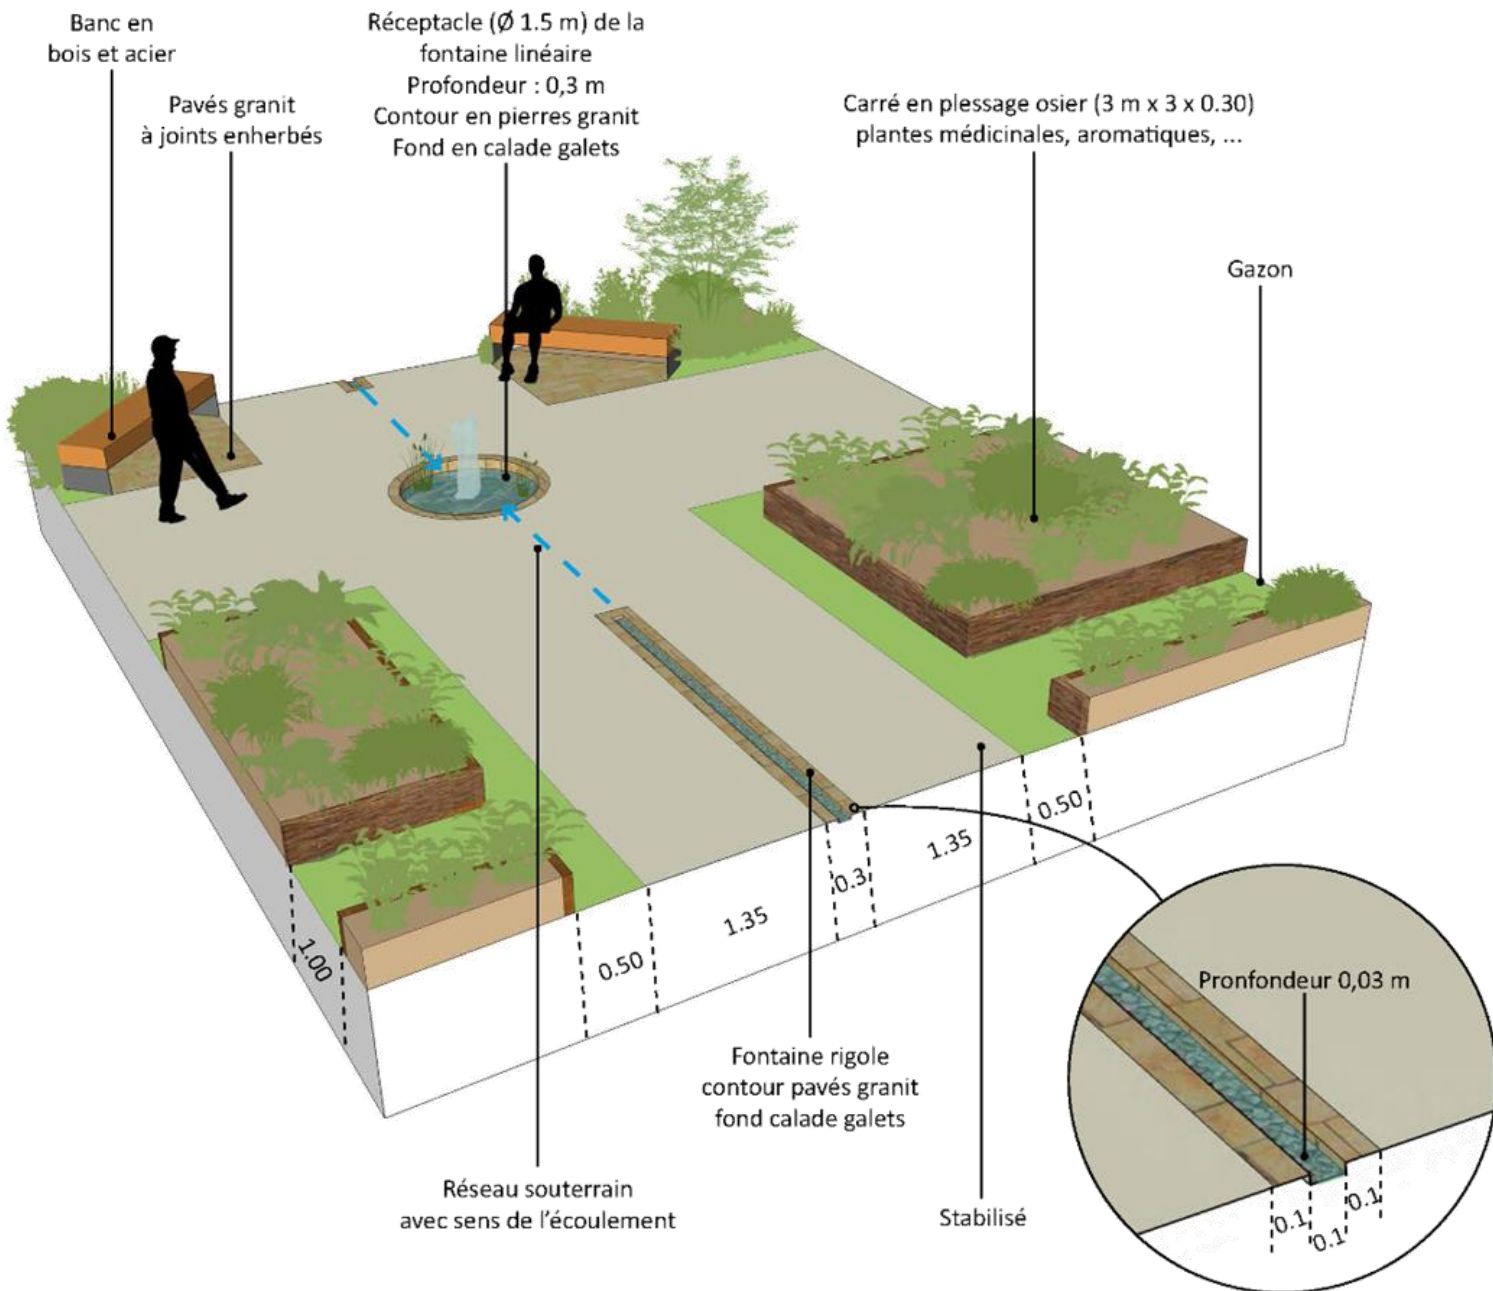 Banc en
bois et acier
Pavés granit
à joints enherbés
Réceptacle (Ø 1.5 m) de la
fontaine linéaire
Profondeur : 0,3 m
Contour en pierres granit
Fond en calade galets
Carré en plessage osier (3 m x 3 x 0.30)
plantes médicinales, aromatiques, ...
Gazon
1.00
0.50
1.35
0.3
1.35
0.50
Pronfondeur 0,03 m
0.1
0.1
0.1
Fontaine rigole
contour pavés granit
fond calade galets
Réseau souterrain
avec sens de l'écoulement
Stabilisé